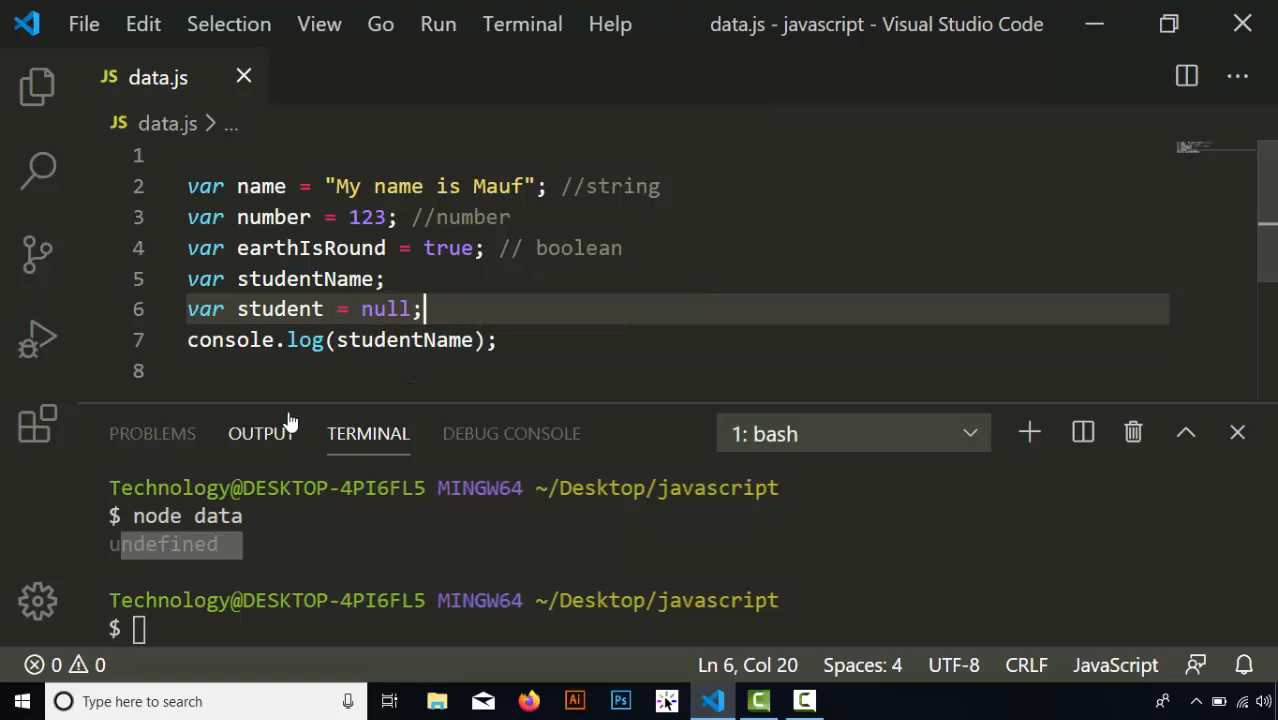 File Edit Selection View Go Run Terminal Help data.js - javascript - Visual Studio Code
JS data.js
JS data.js > ...
1
2 var name = "My name is Mauf"; //string
3 var number = 123; //number
4 var earthIsRound = true; // boolean
5 var studentName;
6 var student = null;
7 console.log(studentName);
8
PROBLEMS OUTPUT TERMINAL DEBUG CONSOLE 1: bash
Technology@DESKTOP-4PI6FL5 MINGW64 ~/Desktop/javascript
$ node data
undefined
Technology@DESKTOP-4PI6FL5 MINGW64 ~/Desktop/javascript
$
0 0 Ln 6, Col 20 Spaces: 4 UTF-8 CRLF JavaScript
Type here to search Ai Ps C C